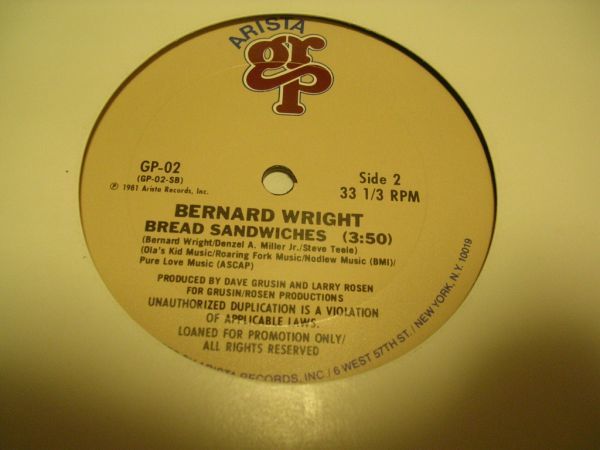 ARISTA
grp
GP-02
(GP-02-SB)
℗ 1981 Arista Records, Inc.
Side 2
33 1/3 RPM
BERNARD WRIGHT
BREAD SANDWICHES (3:50)
(Bernard Wright/Denzel A. Miller Jr./Steve Teele)
(Ola's Kid Music/Roaring Fork Music/Nodlew Music (BMI)/
Pure Love Music (ASCAP)
PRODUCED BY DAVE GRUSIN AND LARRY ROSEN
FOR GRUSIN/ROSEN PRODUCTIONS
UNAUTHORIZED DUPLICATION IS A VIOLATION
OF APPLICABLE LAWS.
LOANED FOR PROMOTION ONLY/
ALL RIGHTS RESERVED
ARISTA RECORDS, INC / 6 WEST 57TH ST. / NEW YORK, N.Y. 10019